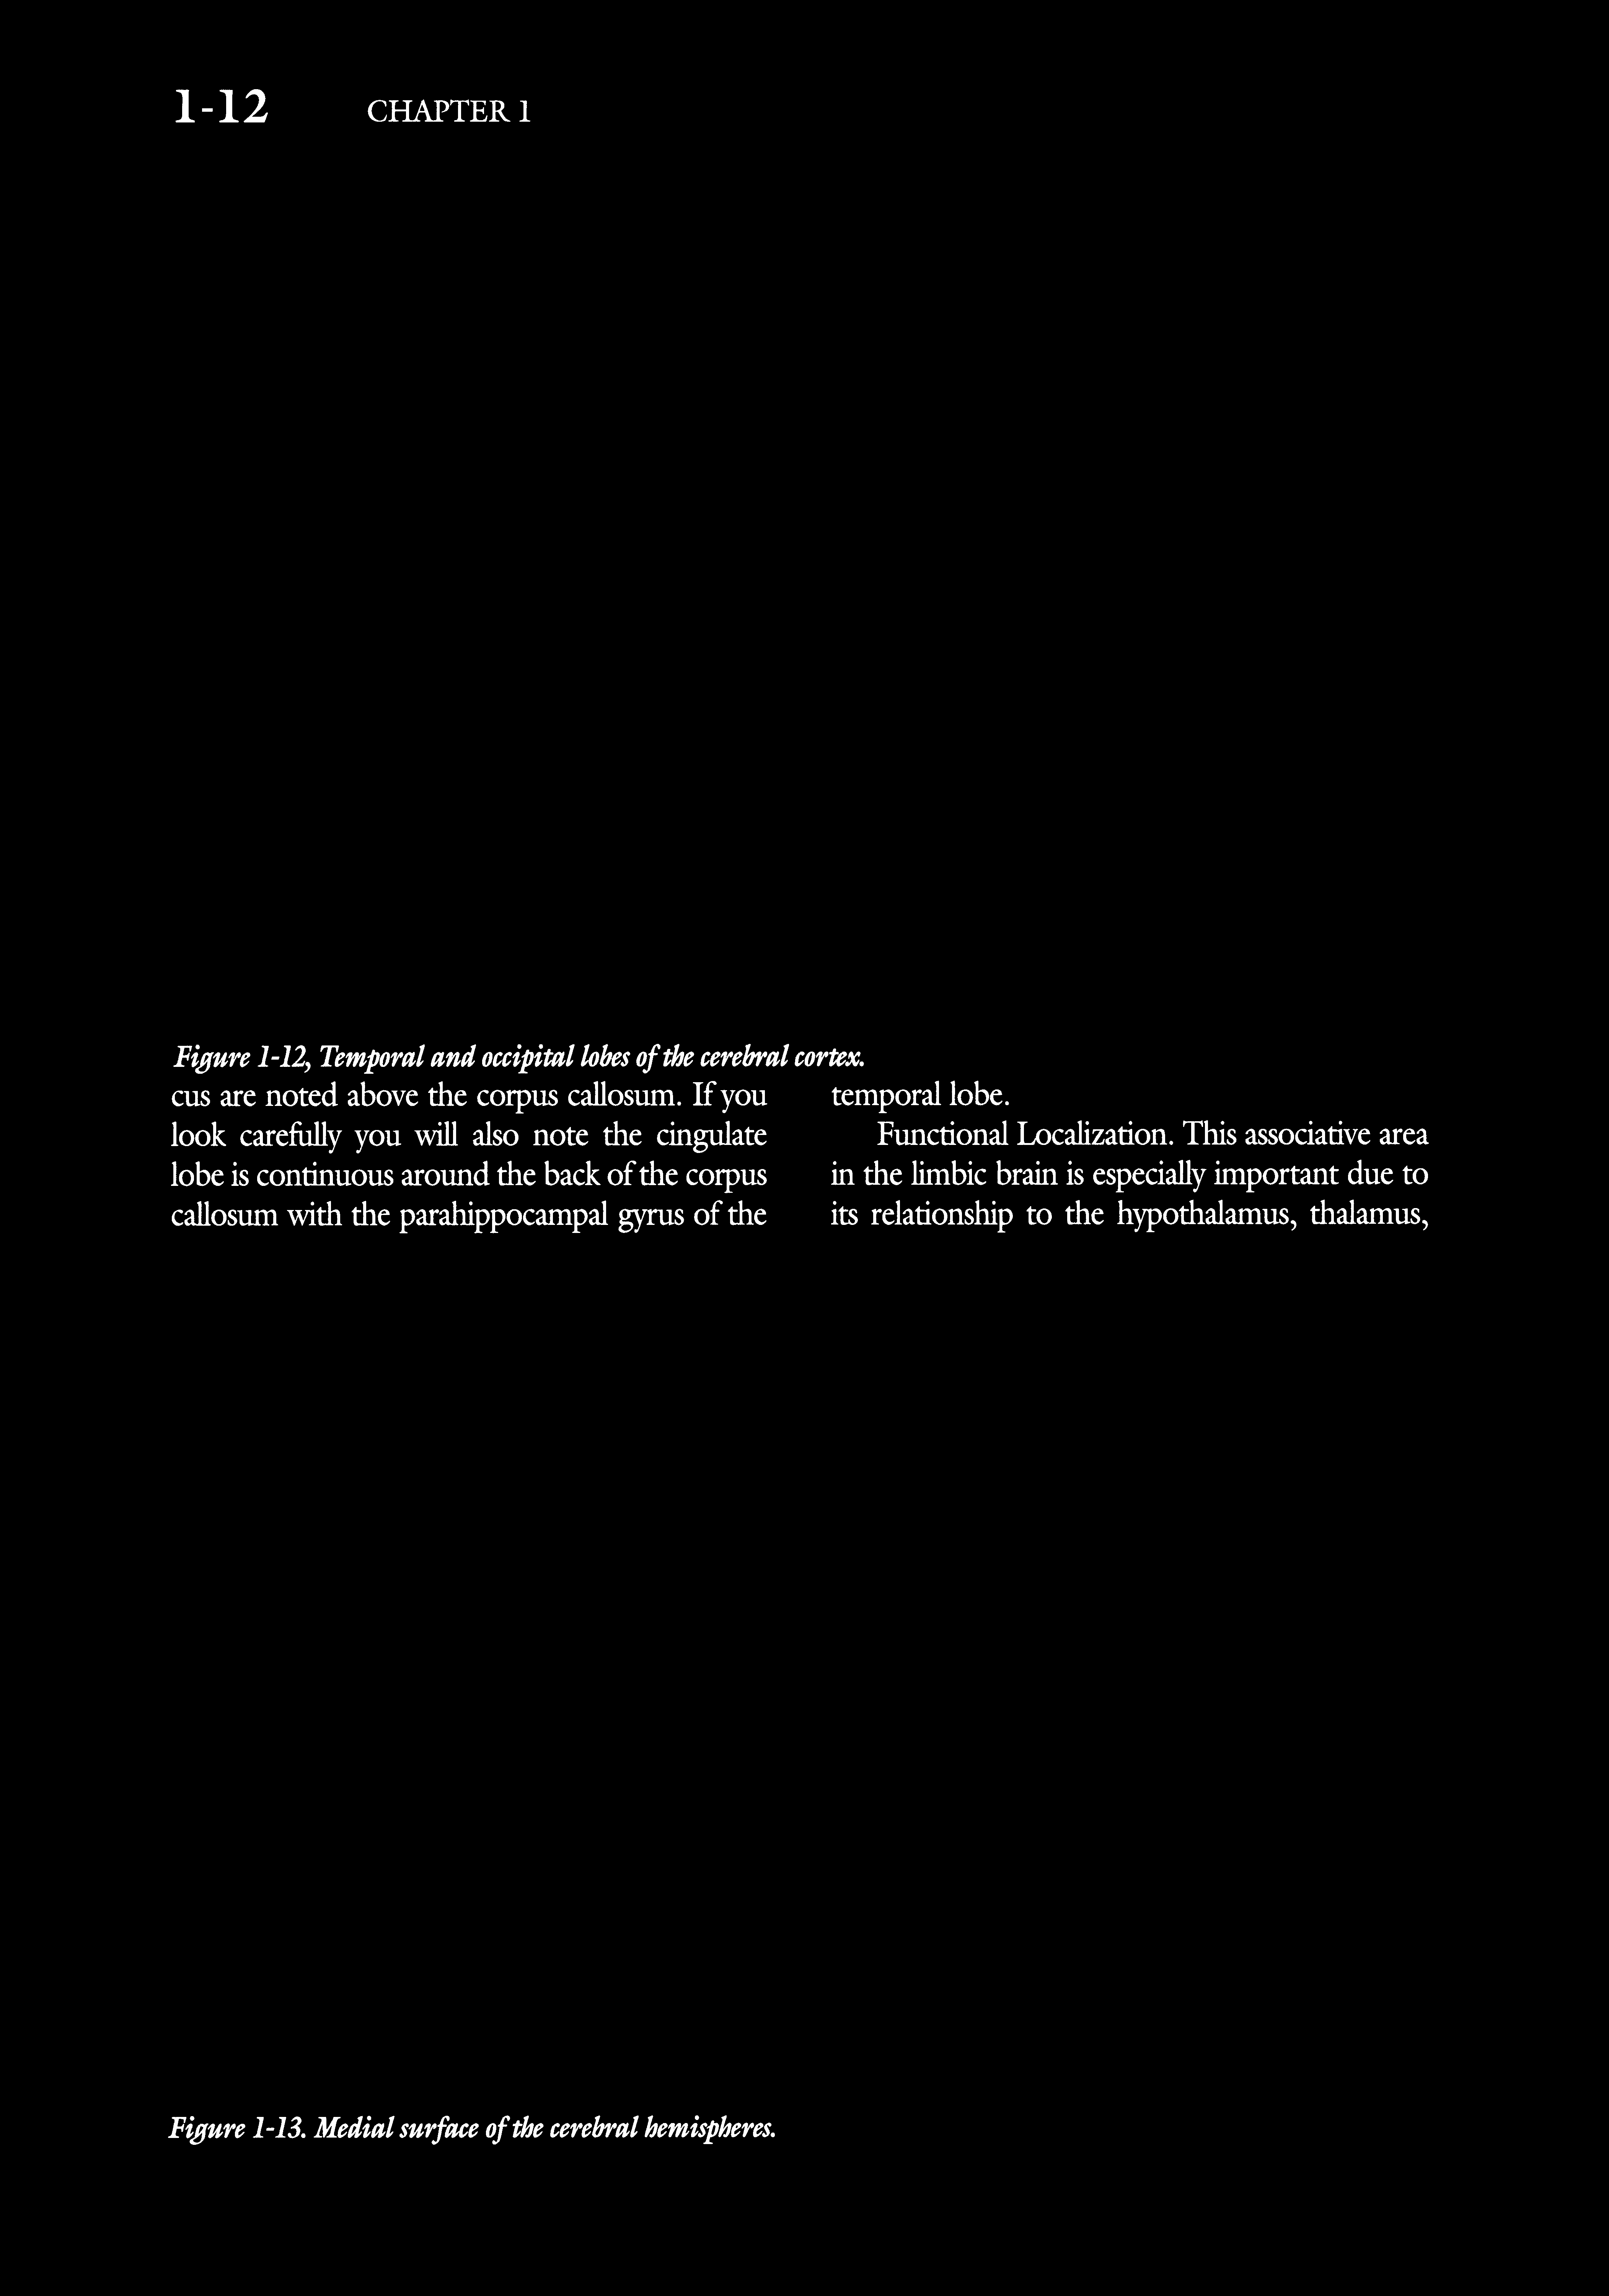 1-12 CHAPTER 1
Figure 1-12, Temporal and occipital lobes of the cerebral cortex.
cus are noted above the corpus callosum. If you
look carefully you will also note the cingulate
lobe is continuous around the back of the corpus
callosum with the parahippocampal gyrus of the
temporal lobe.
Functional Localization. This associative area
in the limbic brain is especially important due to
its relationship to the hypothalamus, thalamus,
Figure 1-13. Medial surface of the cerebral hemispheres.